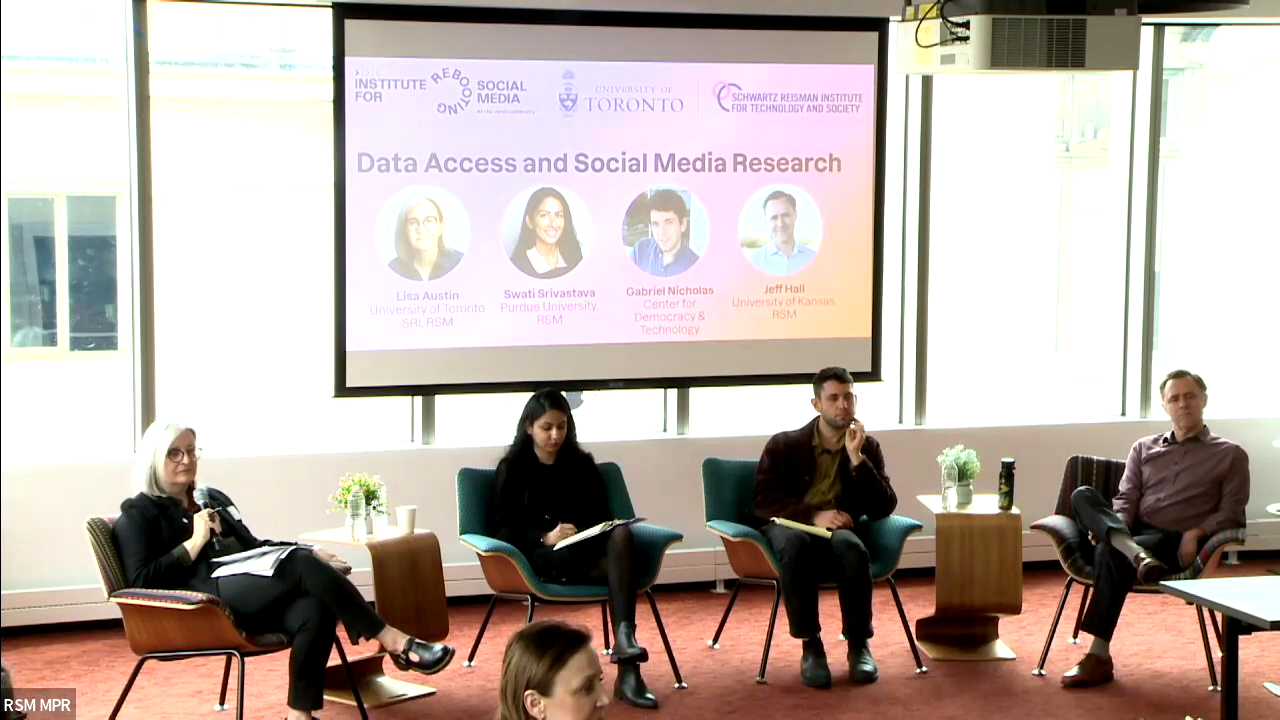 INSTITUTE
FOR
REBOOTING
SOCIAL
MEDIA
UNIVERSITY OF
TORONTO
SCHWARTZ REISMAN INSTITUTE
FOR TECHNOLOGY AND SOCIETY
Data Access and Social Media Research
Lisa Austin
University of Toronto
SRI, RSM
Swati Srivastava
Purdue University,
RSM
Gabriel Nicholas
Center for
Democracy &
Technology
Jeff Hall
University of Kansas,
RSM
RSM MPR